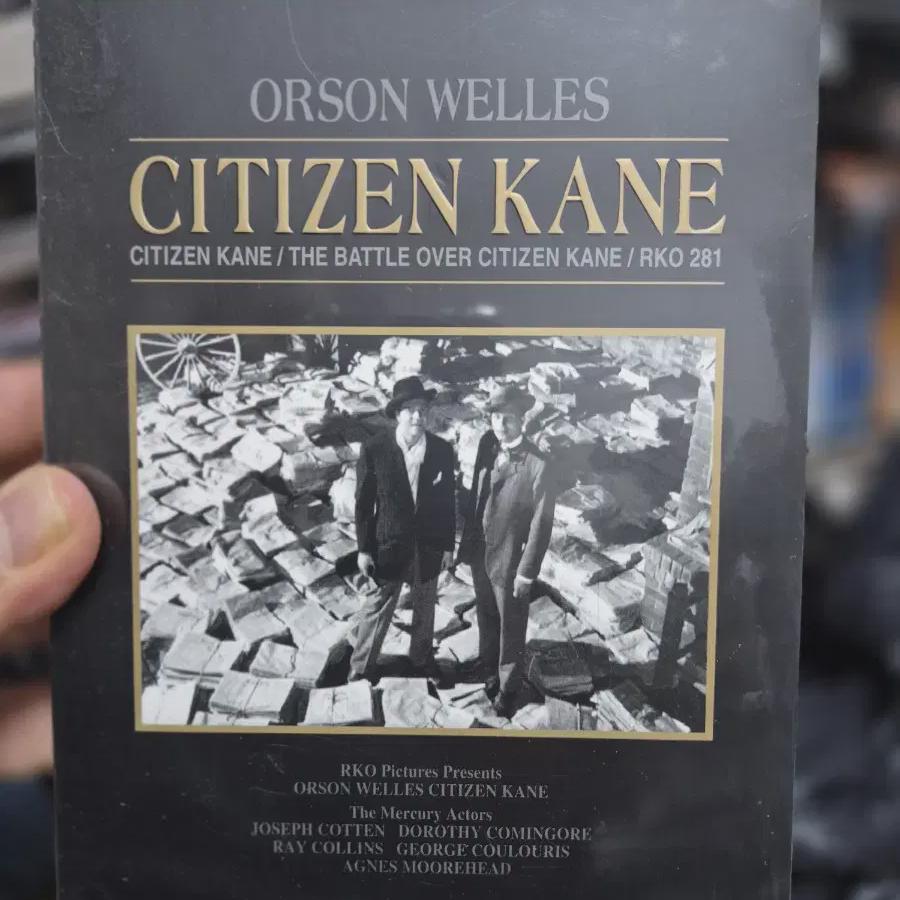 ORSON WELLES
CITIZEN KANE
CITIZEN KANE / THE BATTLE OVER CITIZEN KANE / RKO 281
RKO Pictures Presents
ORSON WELLES CITIZEN KANE
The Mercury Actors
JOSEPH COTTEN DOROTHY COMINGORE
RAY COLLINS GEORGE COULOURIS
AGNES MOOREHEAD